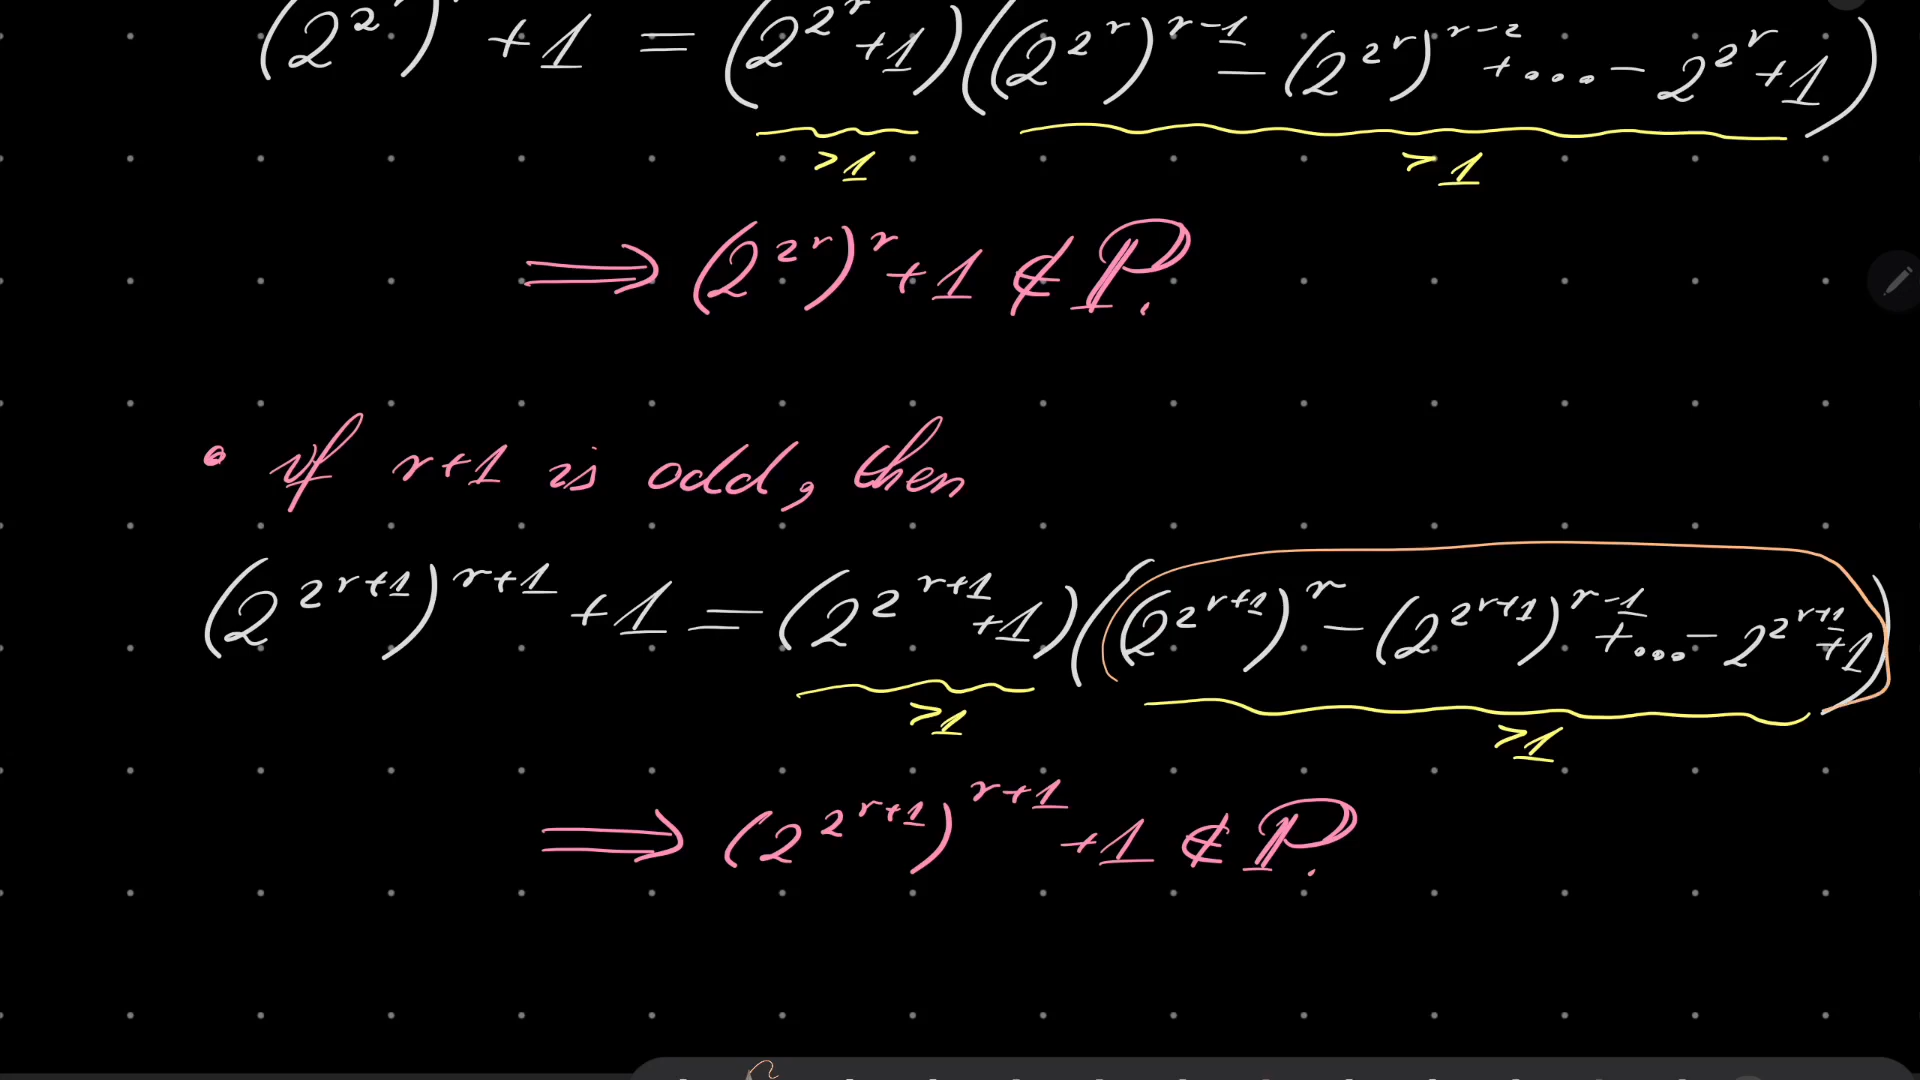 (2^{2^r})^r + 1 = (2^{2^r} + 1)((2^{2^r})^{r-1} - (2^{2^r})^{r-2} + ... - 2^{2^r} + 1)
>1 >1
⟹ (2^{2^r})^r + 1 ∉ ℙ.
• if r+1 is odd, then
(2^{2^{r+1}})^{r+1} + 1 = (2^{2^{r+1}} + 1)((2^{2^{r+1}})^r - (2^{2^{r+1}})^{r-1} + ... - 2^{2^{r+1}} + 1)
>1 >1
⟹ (2^{2^{r+1}})^{r+1} + 1 ∉ ℙ.